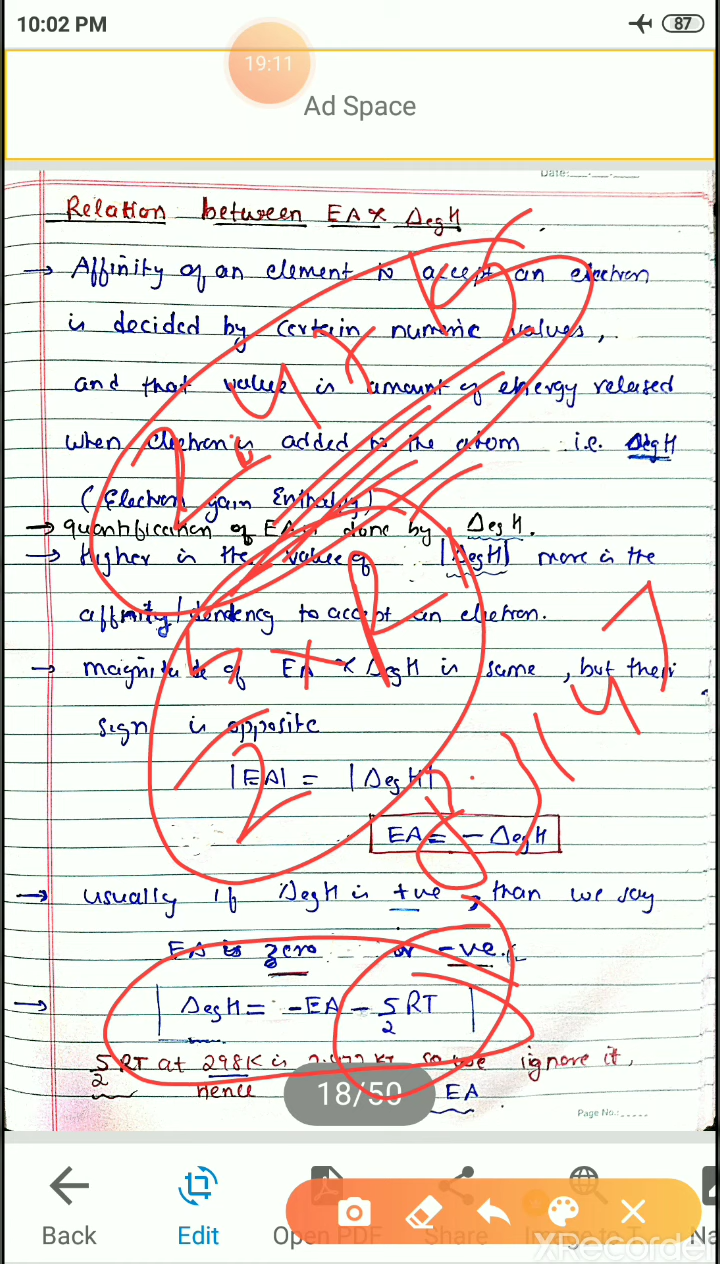 10:02 PM
87
19:11
Ad Space
Date:
Relation between EA & ΔegH
→ Affinity of an element to accept an electron
is decided by certain numeric values,
and that value is amount of energy released
when electron is added to the atom i.e. ΔegH
(Electron gain Enthalpy)
→ quantification of EA is done by ΔegH.
→ Higher is the value of |ΔegH| more is the
affinity/tendency to accept an electron.
→ magnitude of EA & ΔegH is same, but their
sign is opposite
|EA| = |ΔegH|
EA = - ΔegH
→ usually if ΔegH is +ve, than we say
EA is zero or -ve.
→ | ΔegH = -EA - 5/2 RT |
5/2 RT at 298K is so we ignore it,
hence EA
18/50
Page No.:
Back
Edit
Open PDF
Share
Image to T
Na
XRecorder